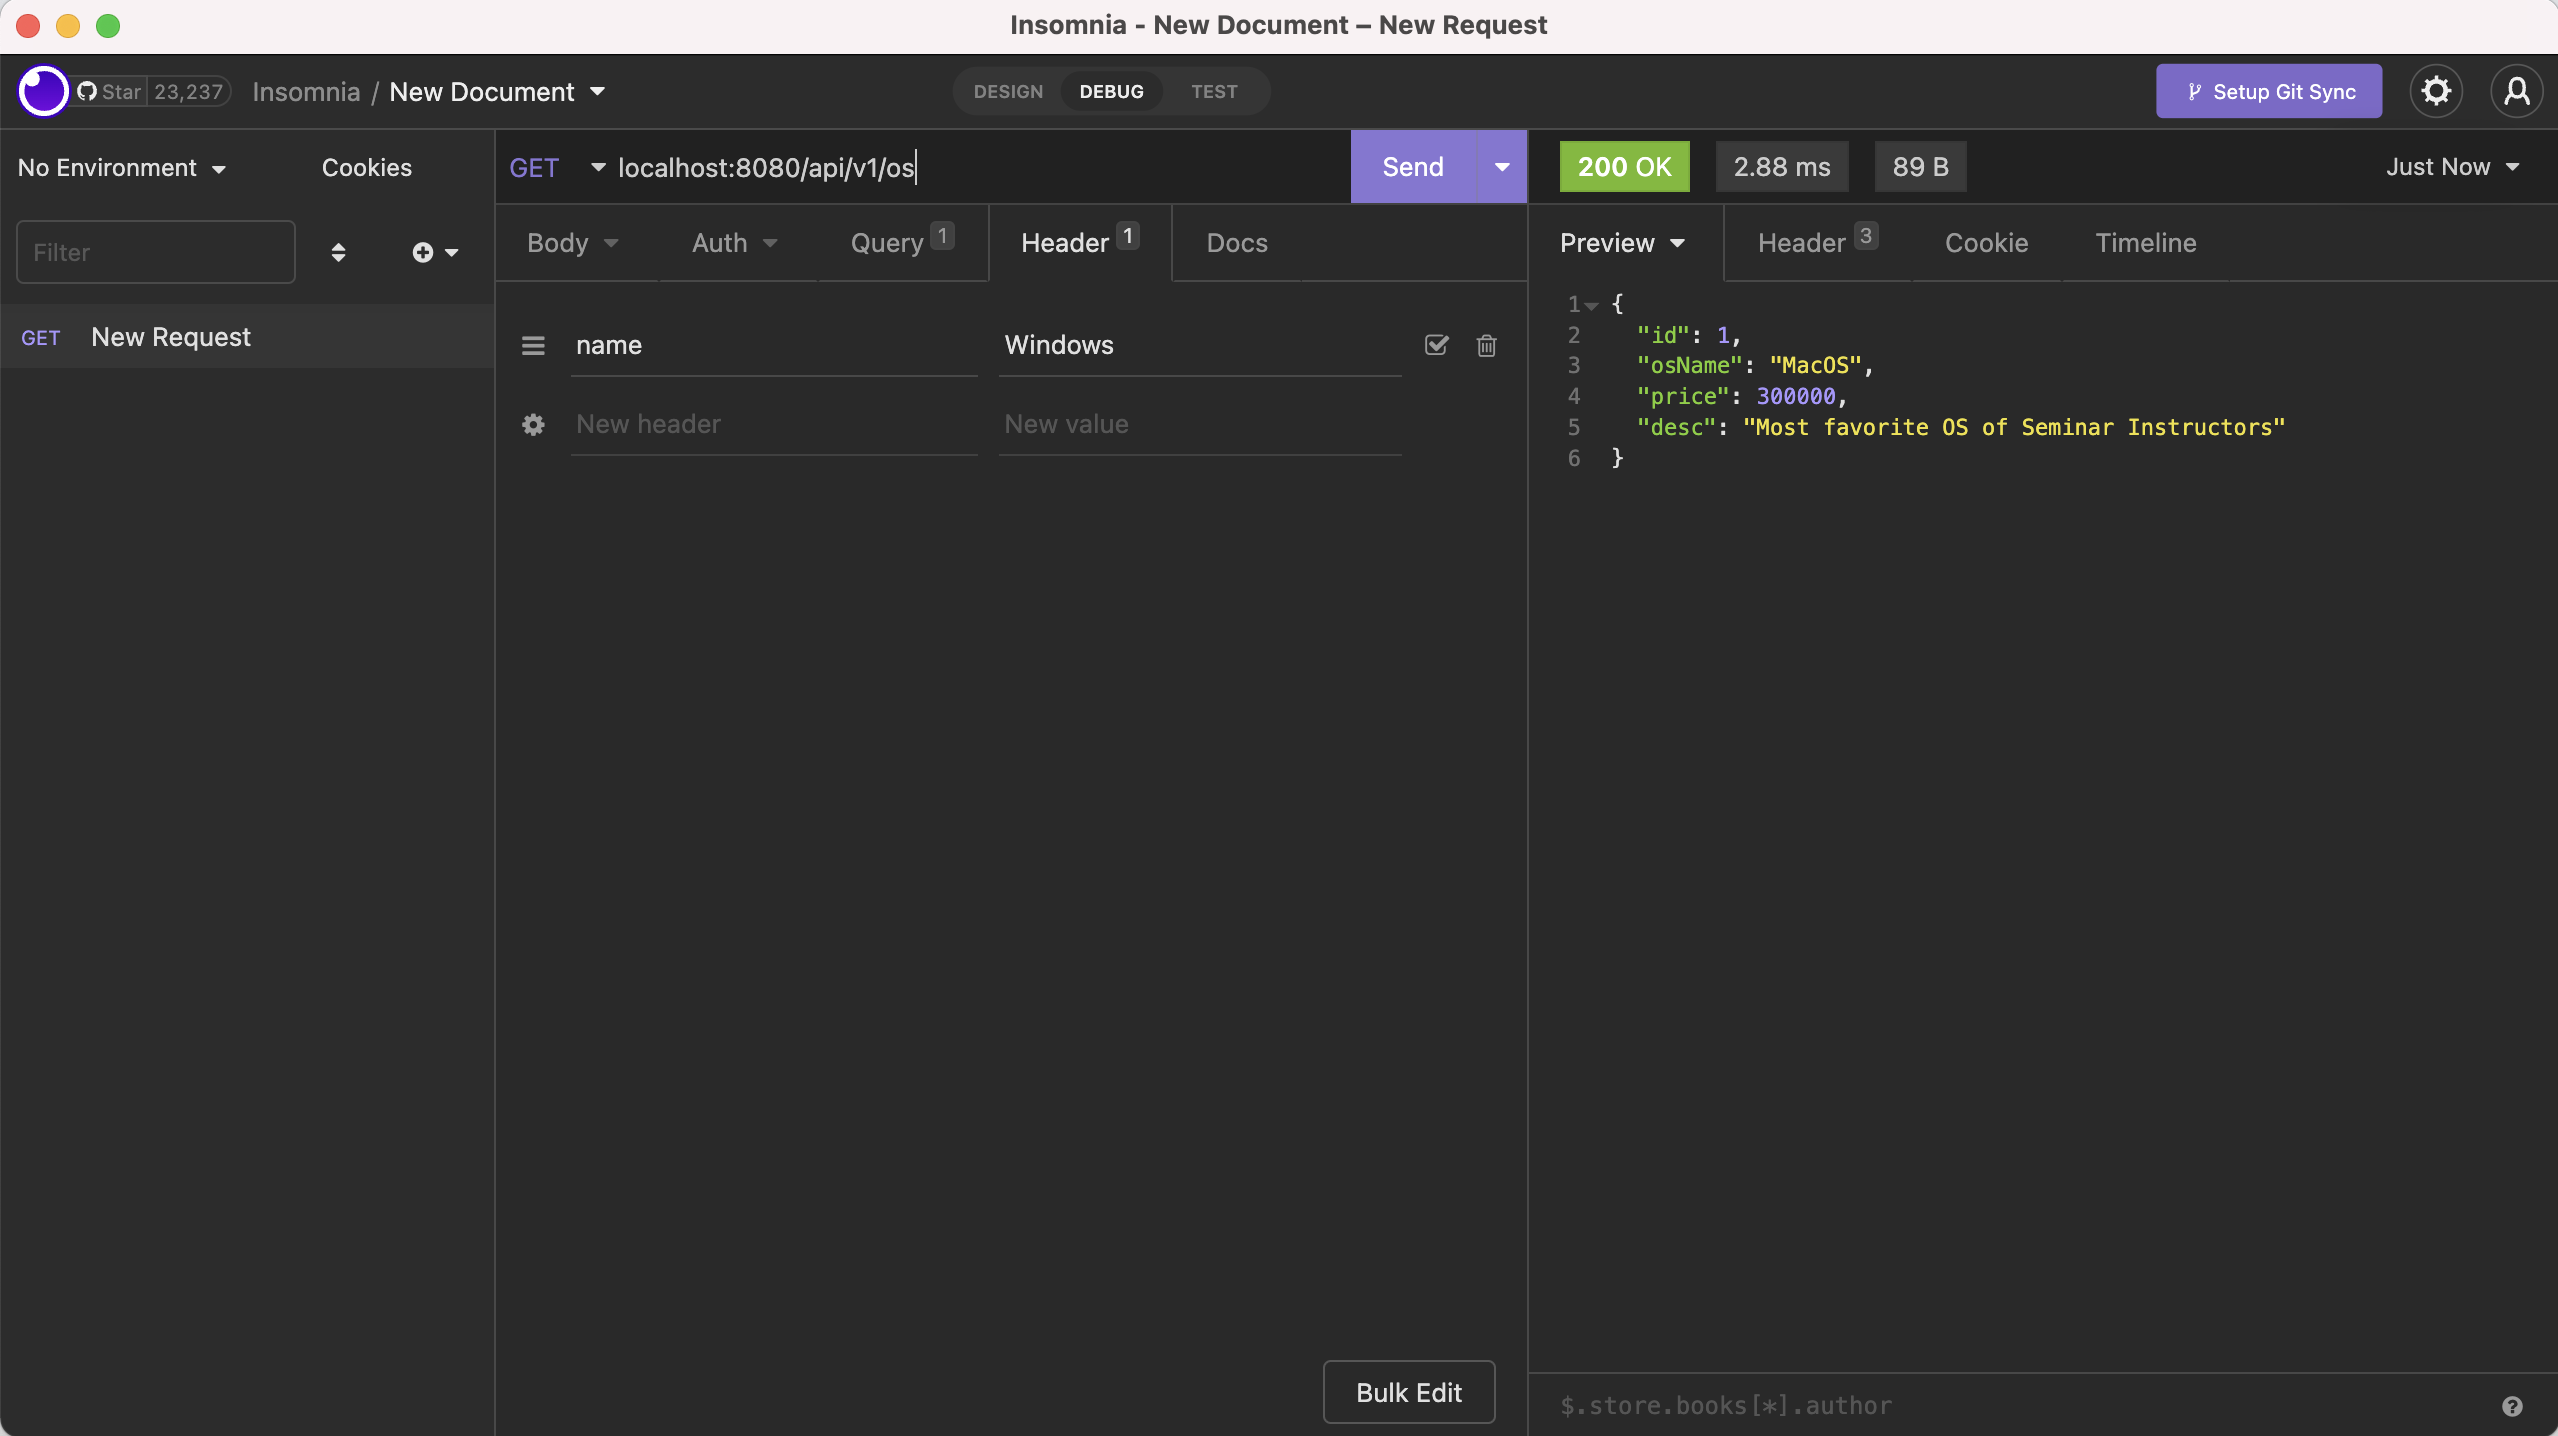 Insomnia - New Document – New Request
Star 23,237 Insomnia / New Document DESIGN DEBUG TEST Setup Git Sync
No Environment Cookies GET localhost:8080/api/v1/os Send 200 OK 2.88 ms 89 B Just Now
Filter Body Auth Query 1 Header 1 Docs Preview Header 3 Cookie Timeline
GET New Request
name Windows
New header New value
1 {
2 "id": 1,
3 "osName": "MacOS",
4 "price": 300000,
5 "desc": "Most favorite OS of Seminar Instructors"
6 }
Bulk Edit
$.store.books[*].author